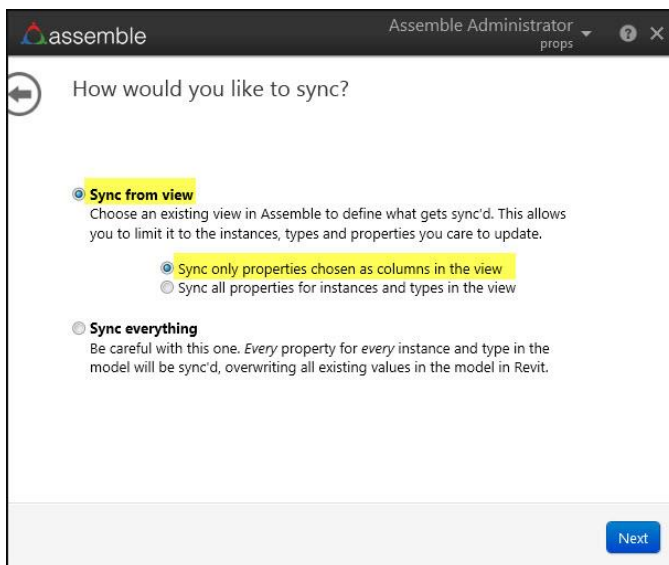 assemble
Assemble Administrator
props
How would you like to sync?
Sync from view
Choose an existing view in Assemble to define what gets sync'd. This allows
you to limit it to the instances, types and properties you care to update.
Sync only properties chosen as columns in the view
Sync all properties for instances and types in the view
Sync everything
Be careful with this one. Every property for every instance and type in the
model will be sync'd, overwriting all existing values in the model in Revit.
Next